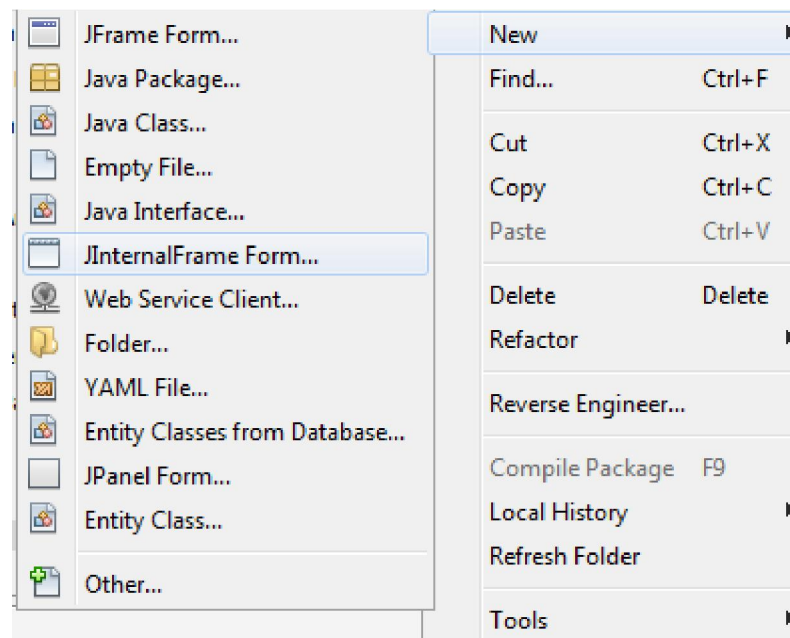 JFrame Form...
Java Package...
Java Class...
Empty File...
Java Interface...
JInternalFrame Form...
Web Service Client...
Folder...
YAML File...
Entity Classes from Database...
JPanel Form...
Entity Class...
Other...
New
Find... Ctrl+F
Cut Ctrl+X
Copy Ctrl+C
Paste Ctrl+V
Delete Delete
Refactor
Reverse Engineer...
Compile Package F9
Local History
Refresh Folder
Tools